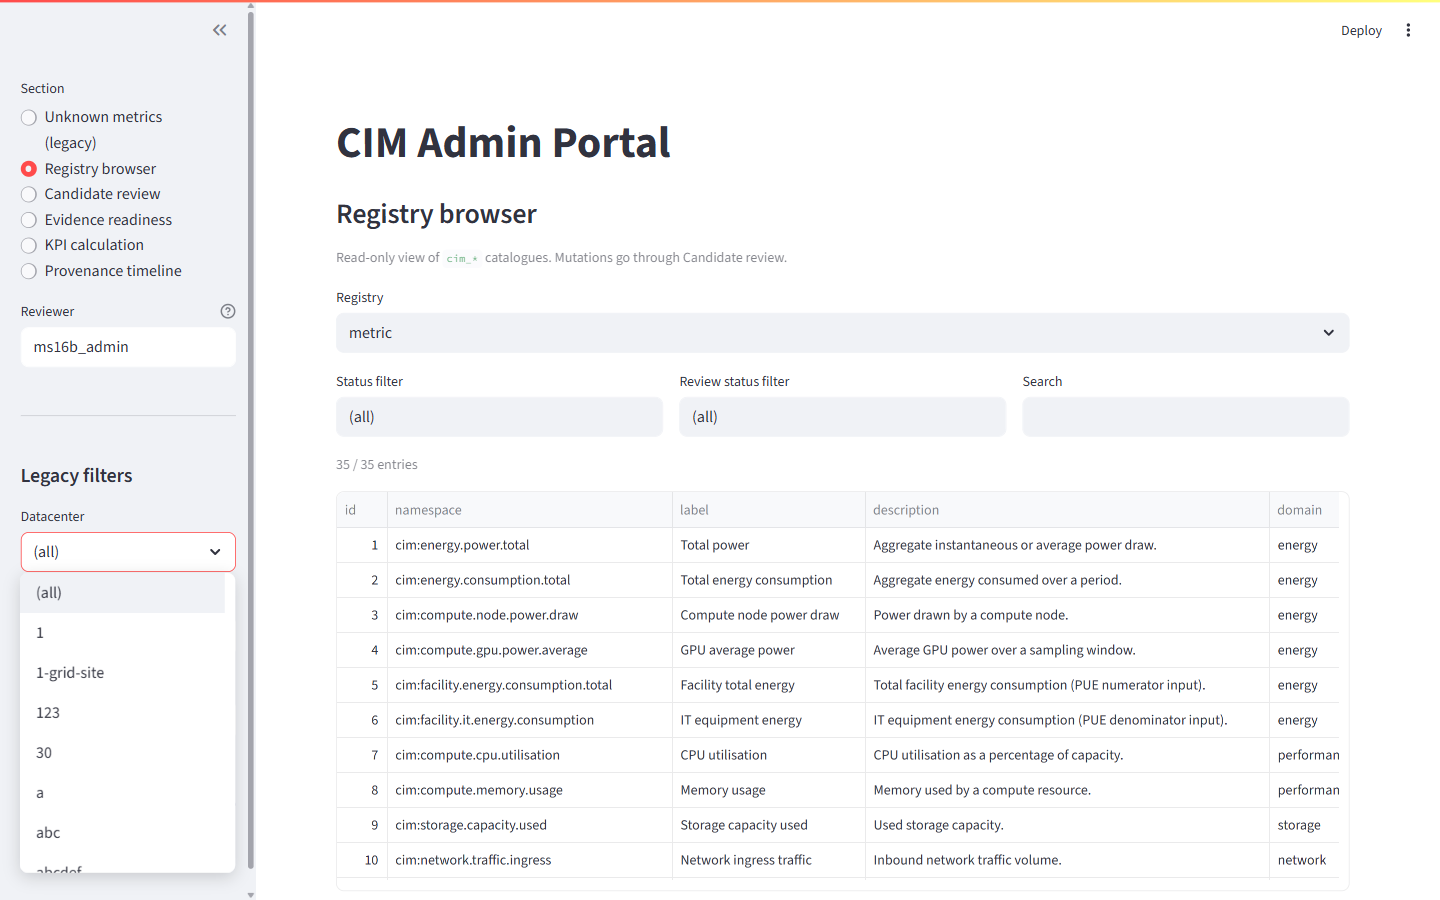 Deploy
Section
Unknown metrics
(legacy)
Registry browser
Candidate review
Evidence readiness
KPI calculation
Provenance timeline
Reviewer
ms16b_admin
Legacy filters
Datacenter
(all)
(all)
1
1-grid-site
123
30
a
abc
abcdef
CIM Admin Portal
Registry browser
Read-only view of cim_* catalogues. Mutations go through Candidate review.
Registry
metric
Status filter Review status filter Search
(all) (all)
35 / 35 entries
id namespace label description domain
1 cim:energy.power.total Total power Aggregate instantaneous or average power draw. energy
2 cim:energy.consumption.total Total energy consumption Aggregate energy consumed over a period. energy
3 cim:compute.node.power.draw Compute node power draw Power drawn by a compute node. energy
4 cim:compute.gpu.power.average GPU average power Average GPU power over a sampling window. energy
5 cim:facility.energy.consumption.total Facility total energy Total facility energy consumption (PUE numerator input). energy
6 cim:facility.it.energy.consumption IT equipment energy IT equipment energy consumption (PUE denominator input). energy
7 cim:compute.cpu.utilisation CPU utilisation CPU utilisation as a percentage of capacity. performan
8 cim:compute.memory.usage Memory usage Memory used by a compute resource. performan
9 cim:storage.capacity.used Storage capacity used Used storage capacity. storage
10 cim:network.traffic.ingress Network ingress traffic Inbound network traffic volume. network